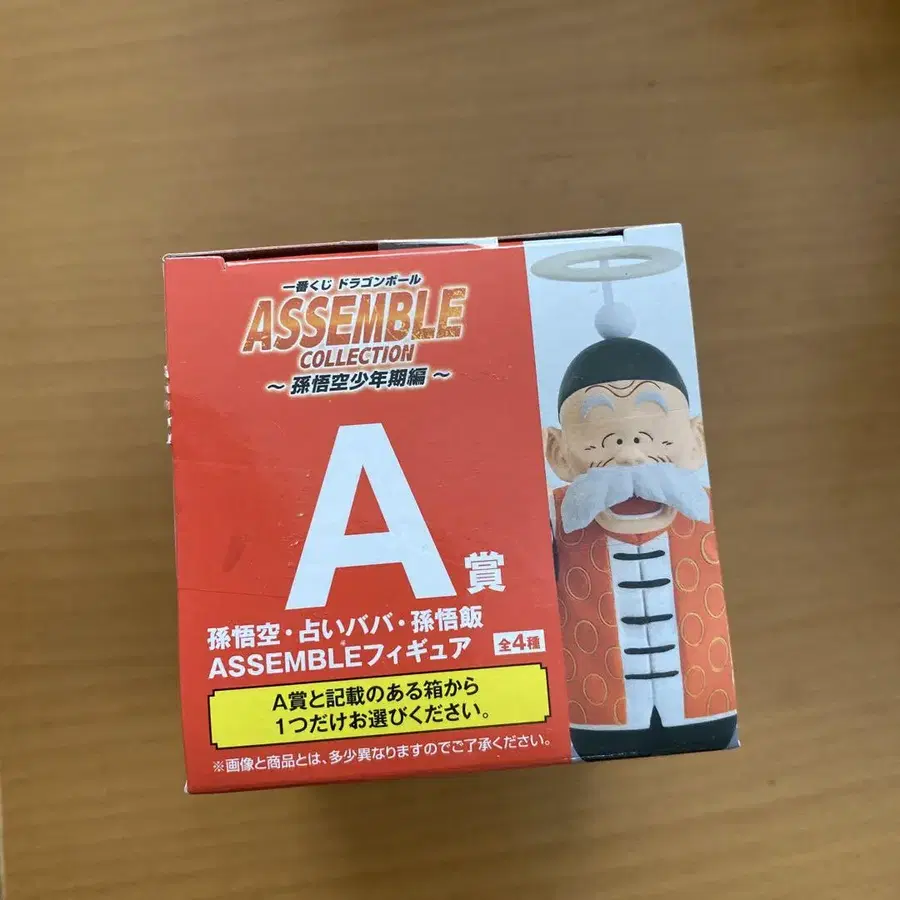 一番くじ ドラゴンボール
ASSEMBLE
COLLECTION
～ 孫悟空少年期編 ～
A賞
孫悟空・占いババ・孫悟飯
ASSEMBLEフィギュア 全4種
A賞と記載のある箱から
1つだけお選びください。
※画像と商品とは、多少異なりますのでご了承ください。